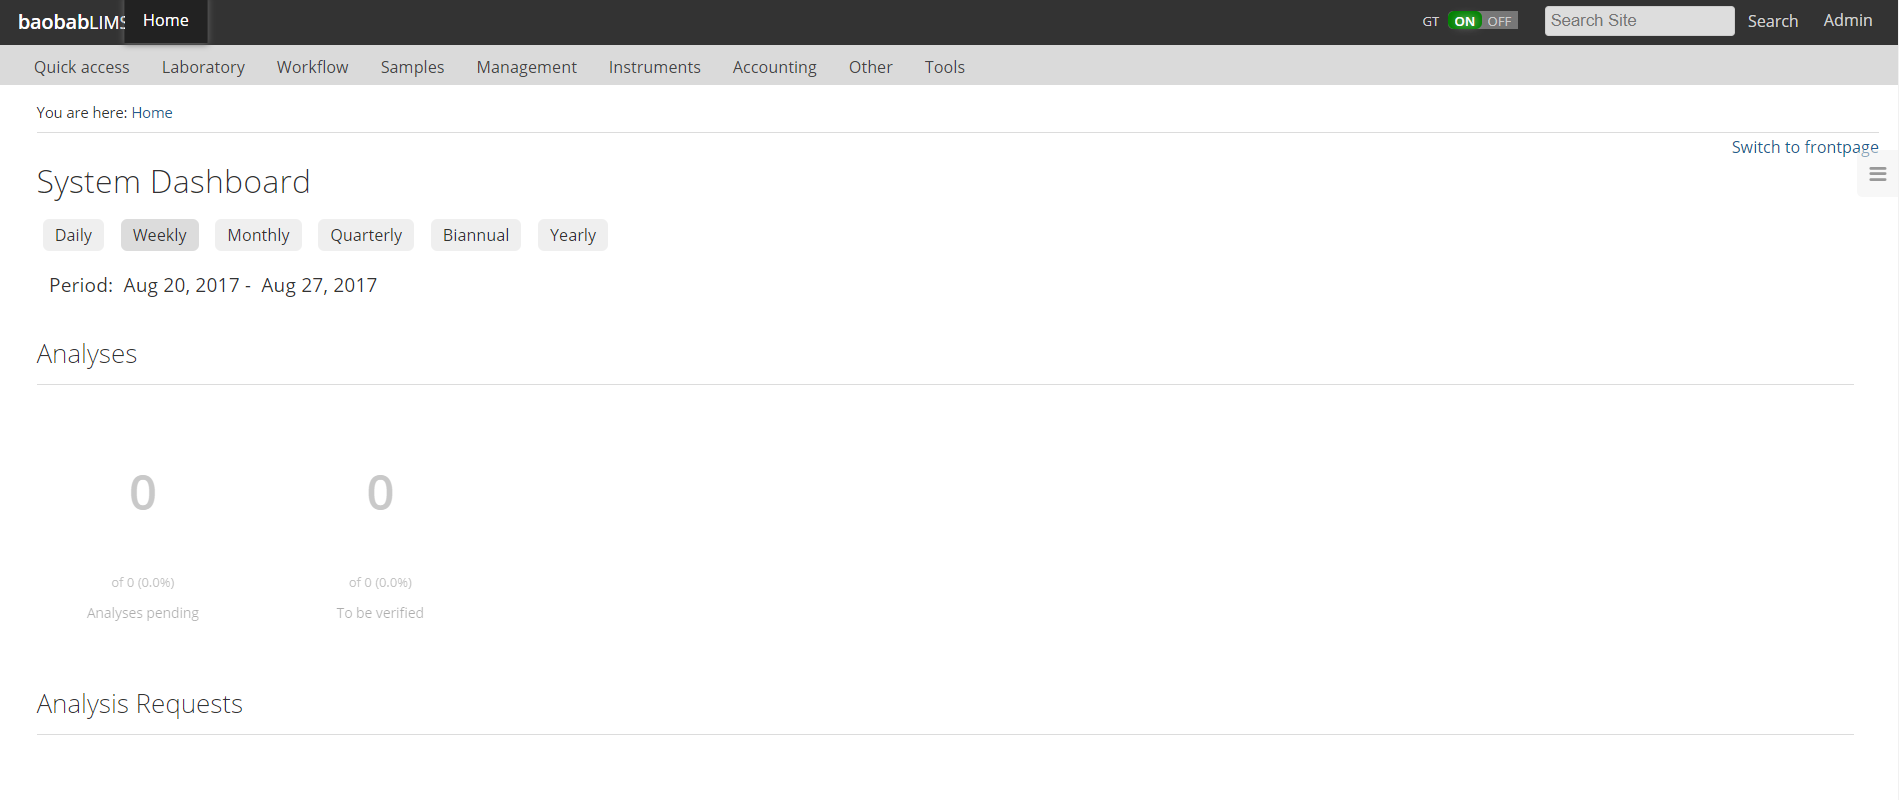 baobabLIMS Home GT ON OFF Search Site Search Admin
Quick access Laboratory Workflow Samples Management Instruments Accounting Other Tools
You are here: Home
Switch to frontpage
System Dashboard
Daily Weekly Monthly Quarterly Biannual Yearly
Period: Aug 20, 2017 - Aug 27, 2017
Analyses
0 0
of 0 (0.0%) of 0 (0.0%)
Analyses pending To be verified
Analysis Requests